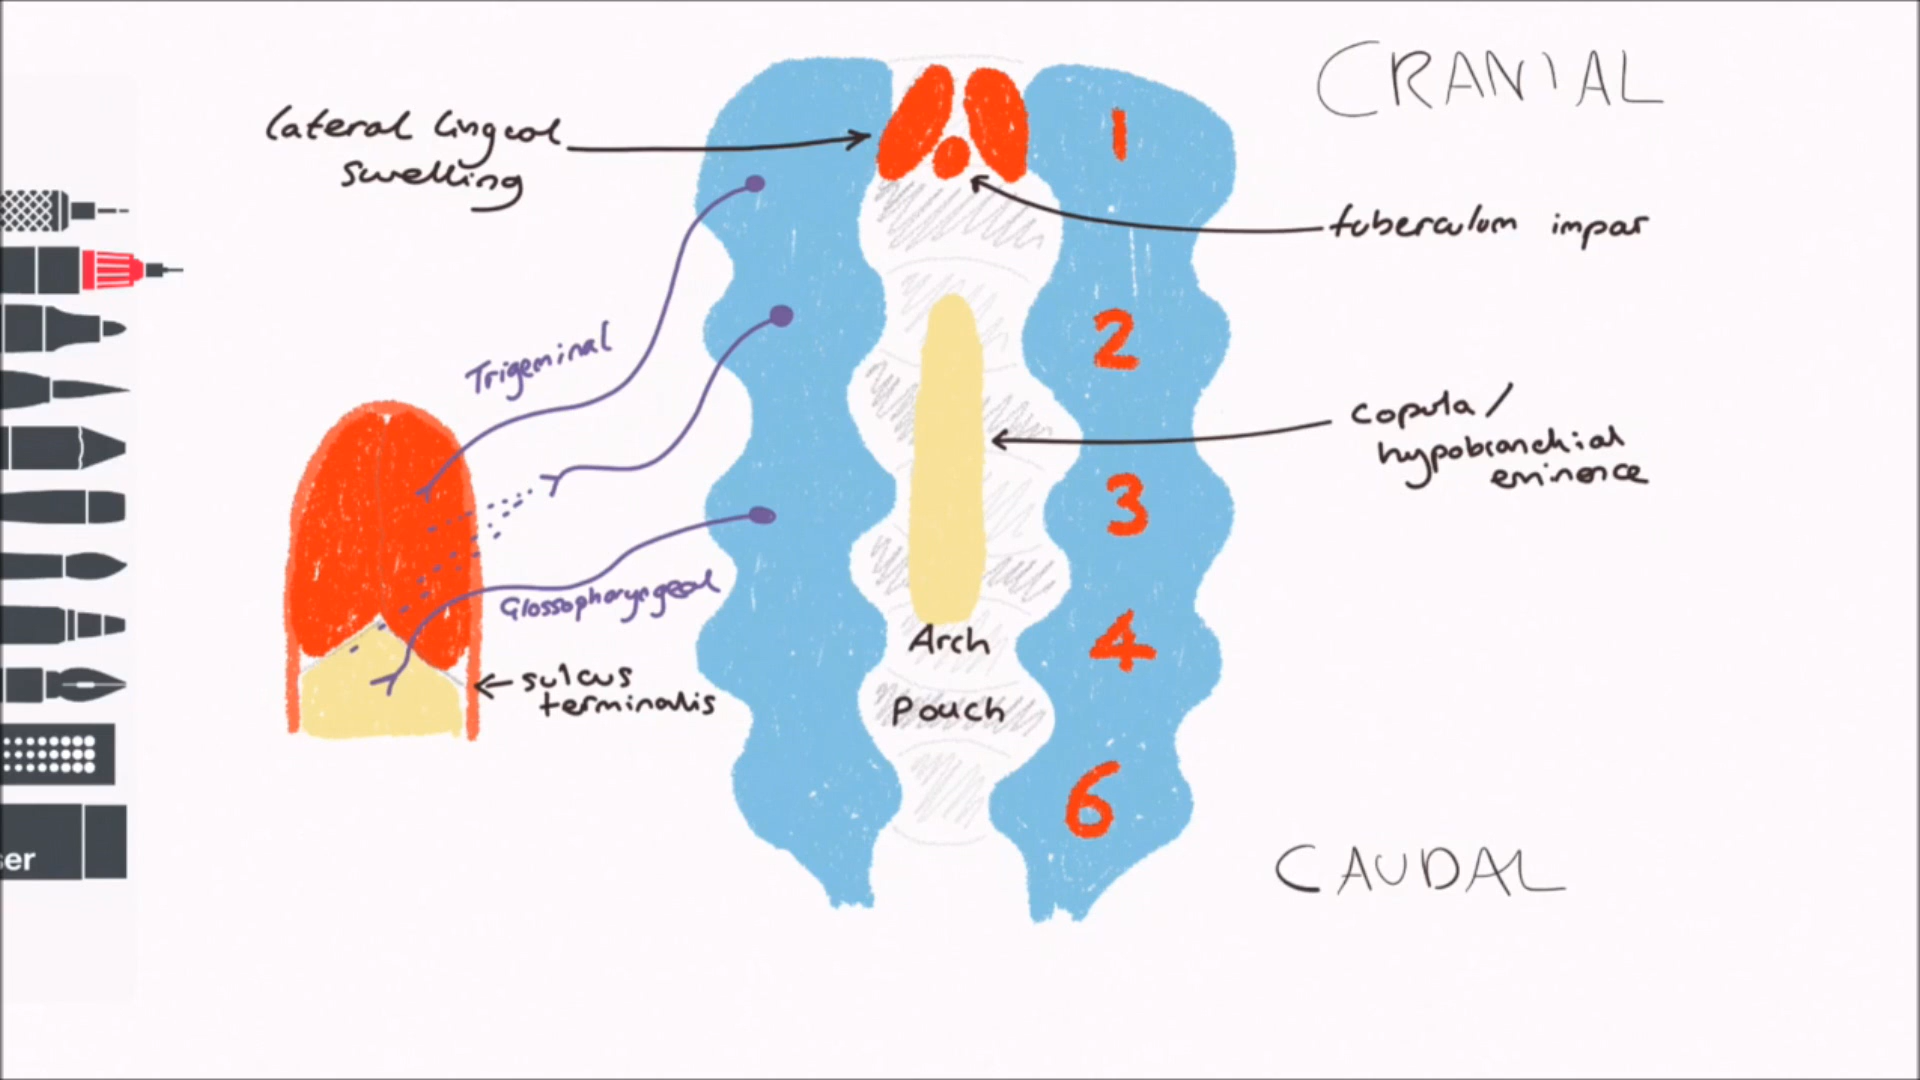 CRANIAL
lateral lingual
swelling
1
tuberculum impar
2
Trigeminal
copula /
hypobranchial
eminence
3
Glossopharyngeal
Arch
4
sulcus
terminalis
Pouch
6
ser
CAUDAL